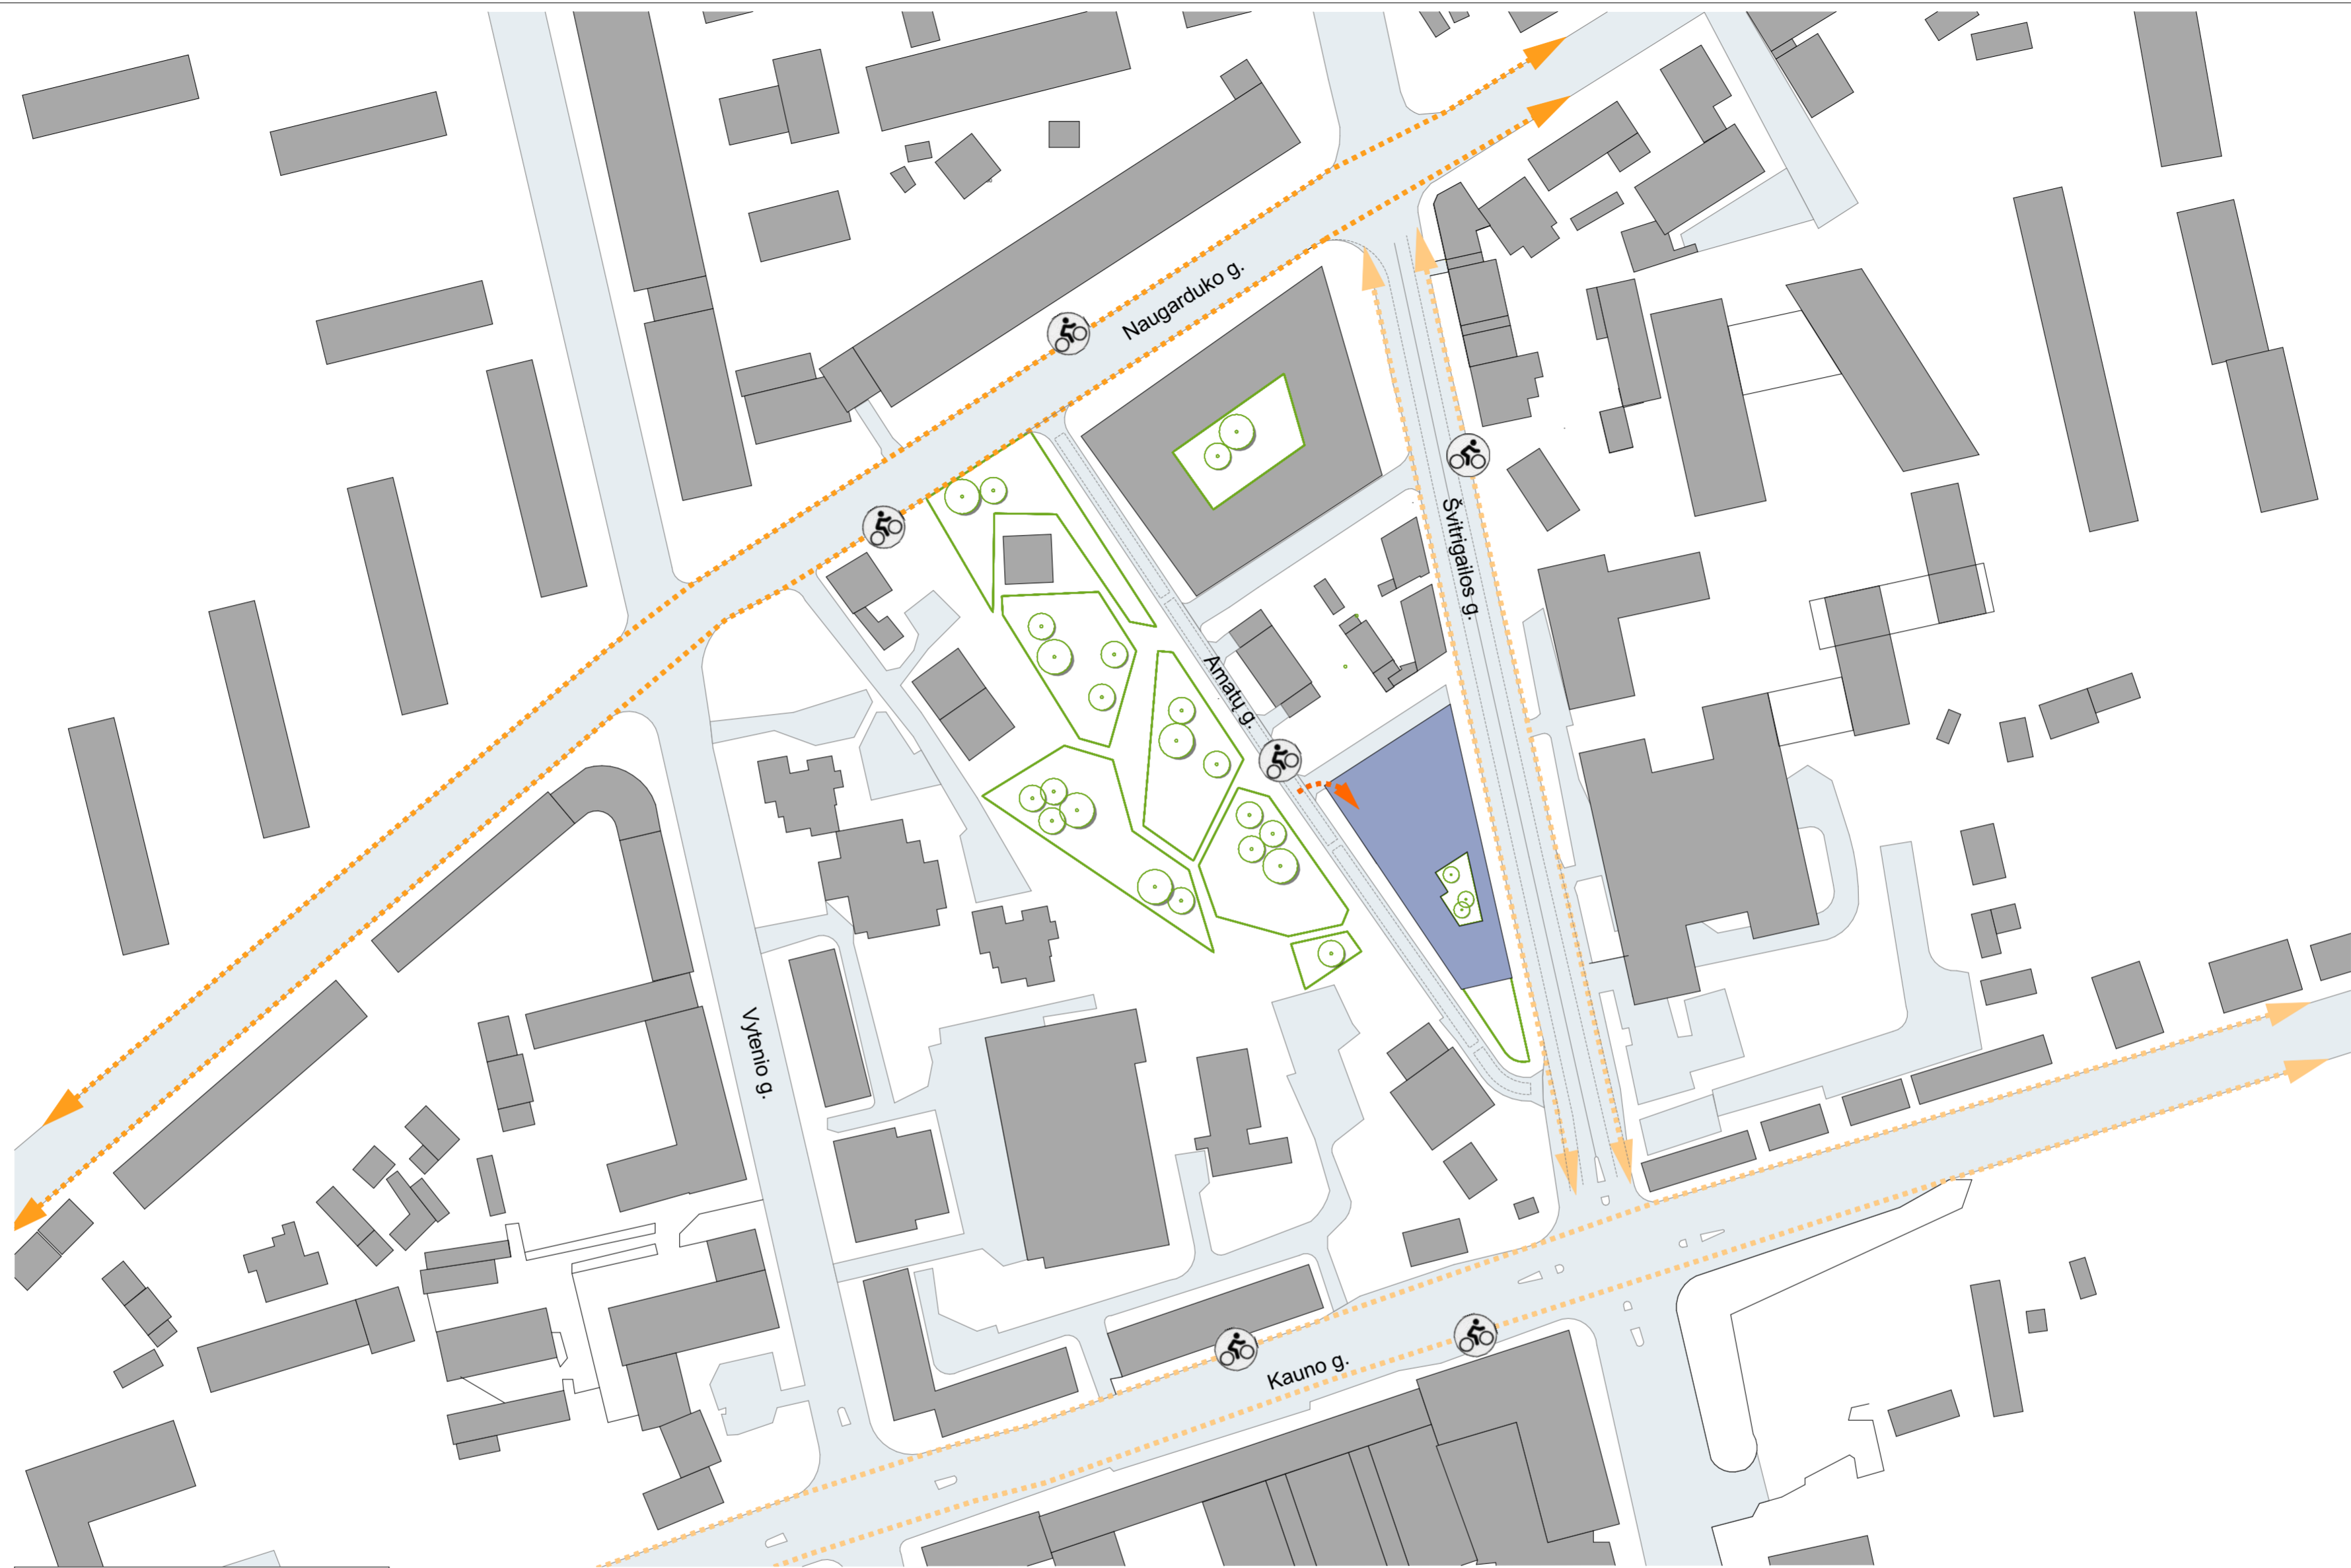 Naugarduko g.
Švitrigailos g.
Amatų g.
Vytenio g.
Kauno g.